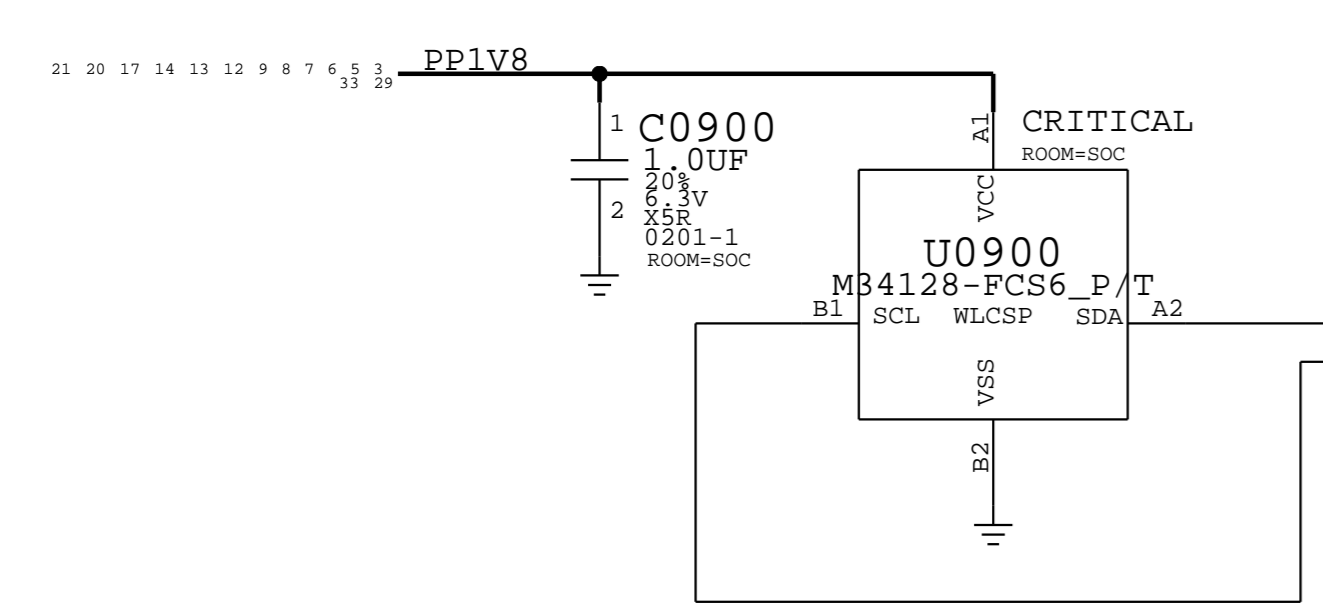 PP1V8
21 20 17 14 13 12 9 8 7 6 5 3
33 29
1
C0900
1.0UF
20%
6.3V
2
X5R
0201-1
ROOM=SOC
A1
CRITICAL
ROOM=SOC
VCC
U0900
M34128-FCS6_P/T
B1
SCL
WLCSP
SDA
A2
VSS
B2